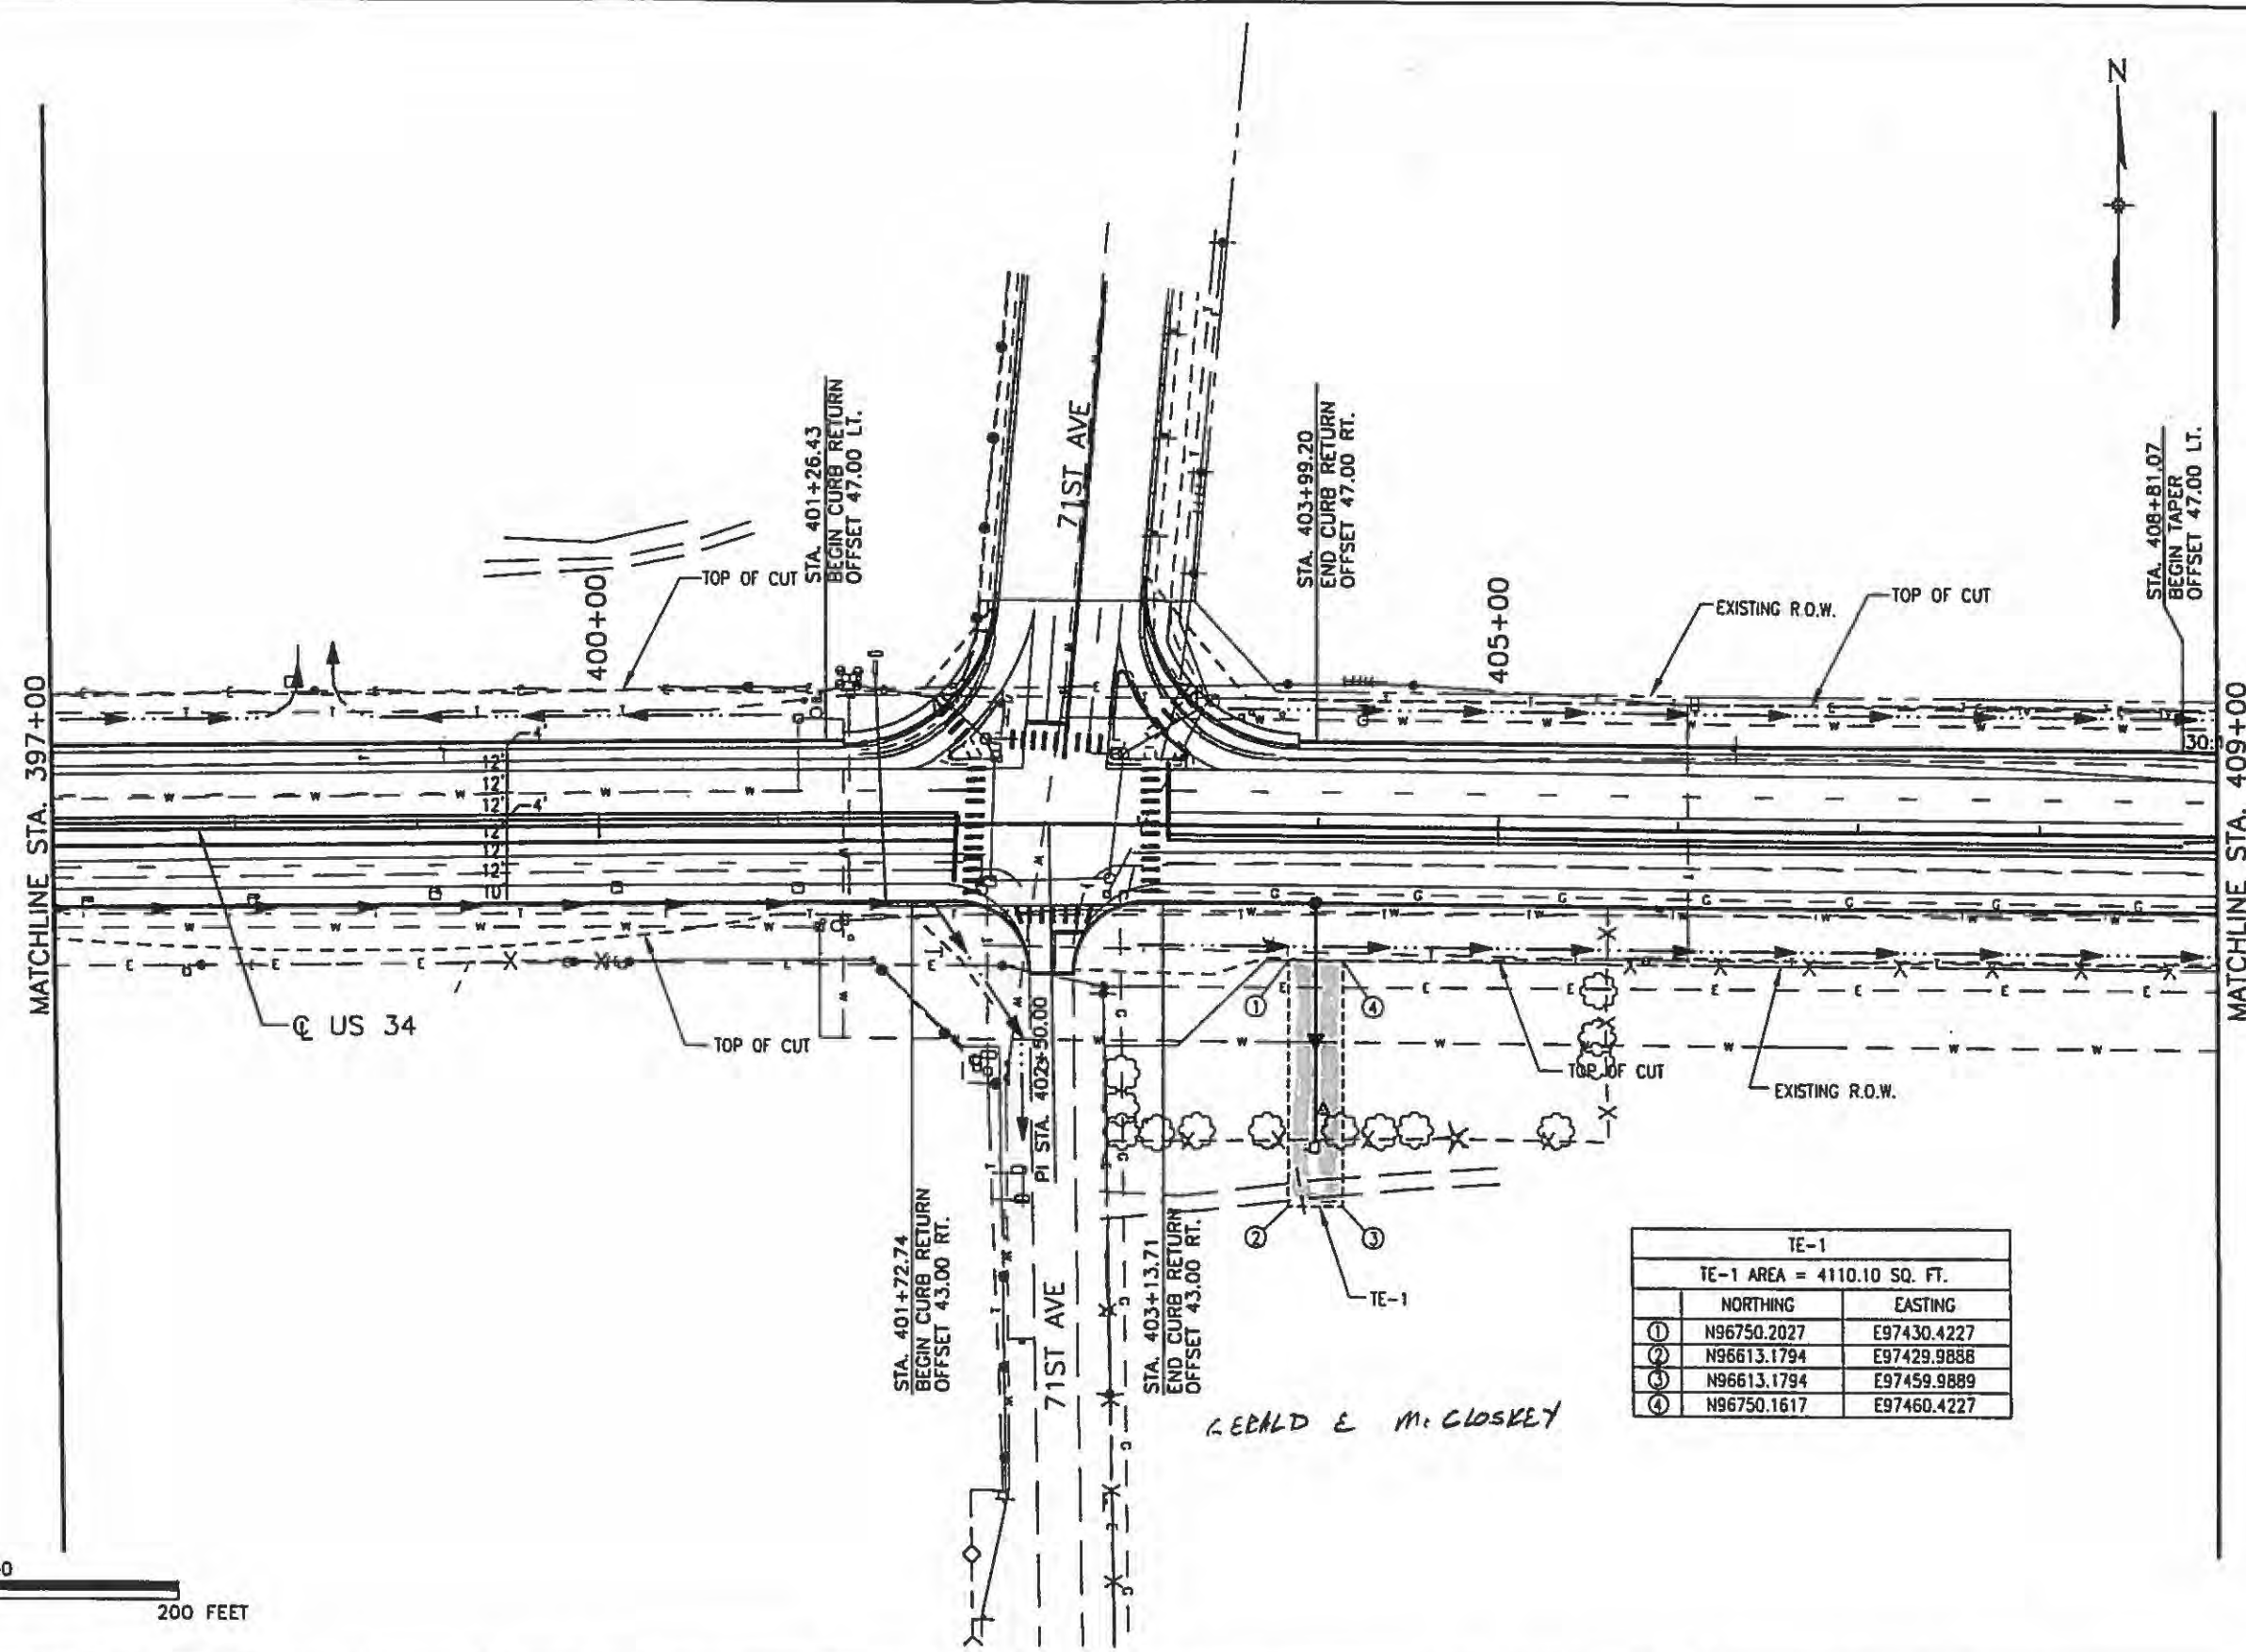 N
STA. 401+26.43
BEGIN CURB RETURN
OFFSET 47.00 LT.
71ST AVE
STA. 403+99.20
END CURB RETURN
OFFSET 47.00 RT.
STA. 408+81.07
BEGIN TAPER
OFFSET 47.00 LT.
400+00
TOP OF CUT
405+00
EXISTING R.O.W.
TOP OF CUT
MATCHLINE STA. 397+00
MATCHLINE STA. 409+00
30:
4'
12'
12'
12'
4'
12'
12'
12'
10'
℄ US 34
TOP OF CUT
PI STA. 402+50.00
1
4
TOP OF CUT
EXISTING R.O.W.
2
3
TE-1
STA. 401+72.74
BEGIN CURB RETURN
OFFSET 43.00 RT.
71ST AVE
STA. 403+13.71
END CURB RETURN
OFFSET 43.00 RT.
TE-1
TE-1 AREA = 4110.10 SQ. FT.
NORTHING EASTING
1 N96750.2027 E97430.4227
2 N96613.1794 E97429.9888
3 N96613.1794 E97459.9889
4 N96750.1617 E97460.4227
GERALD E McCLOSKEY
0
200 FEET